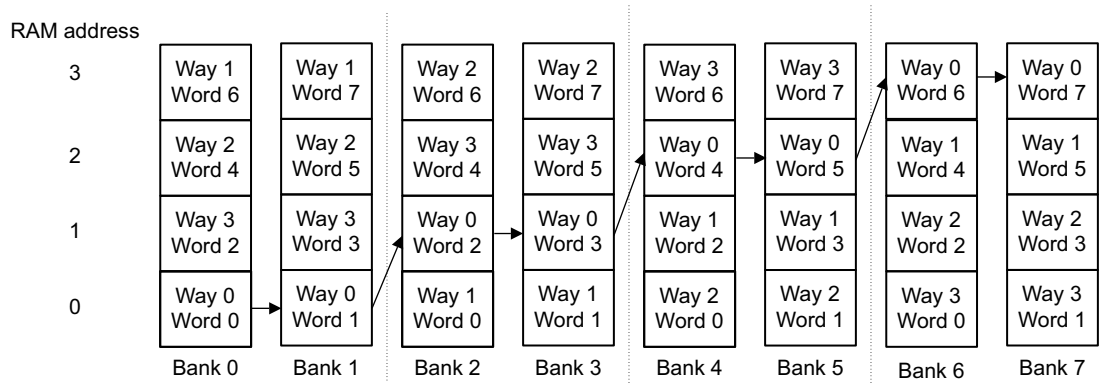 RAM address
3
Way 1
Word 6
Way 1
Word 7
Way 2
Word 6
Way 2
Word 7
Way 3
Word 6
Way 3
Word 7
Way 0
Word 6
Way 0
Word 7
2
Way 2
Word 4
Way 2
Word 5
Way 3
Word 4
Way 3
Word 5
Way 0
Word 4
Way 0
Word 5
Way 1
Word 4
Way 1
Word 5
1
Way 3
Word 2
Way 3
Word 3
Way 0
Word 2
Way 0
Word 3
Way 1
Word 2
Way 1
Word 3
Way 2
Word 2
Way 2
Word 3
0
Way 0
Word 0
Way 0
Word 1
Way 1
Word 0
Way 1
Word 1
Way 2
Word 0
Way 2
Word 1
Way 3
Word 0
Way 3
Word 1
Bank 0
Bank 1
Bank 2
Bank 3
Bank 4
Bank 5
Bank 6
Bank 7